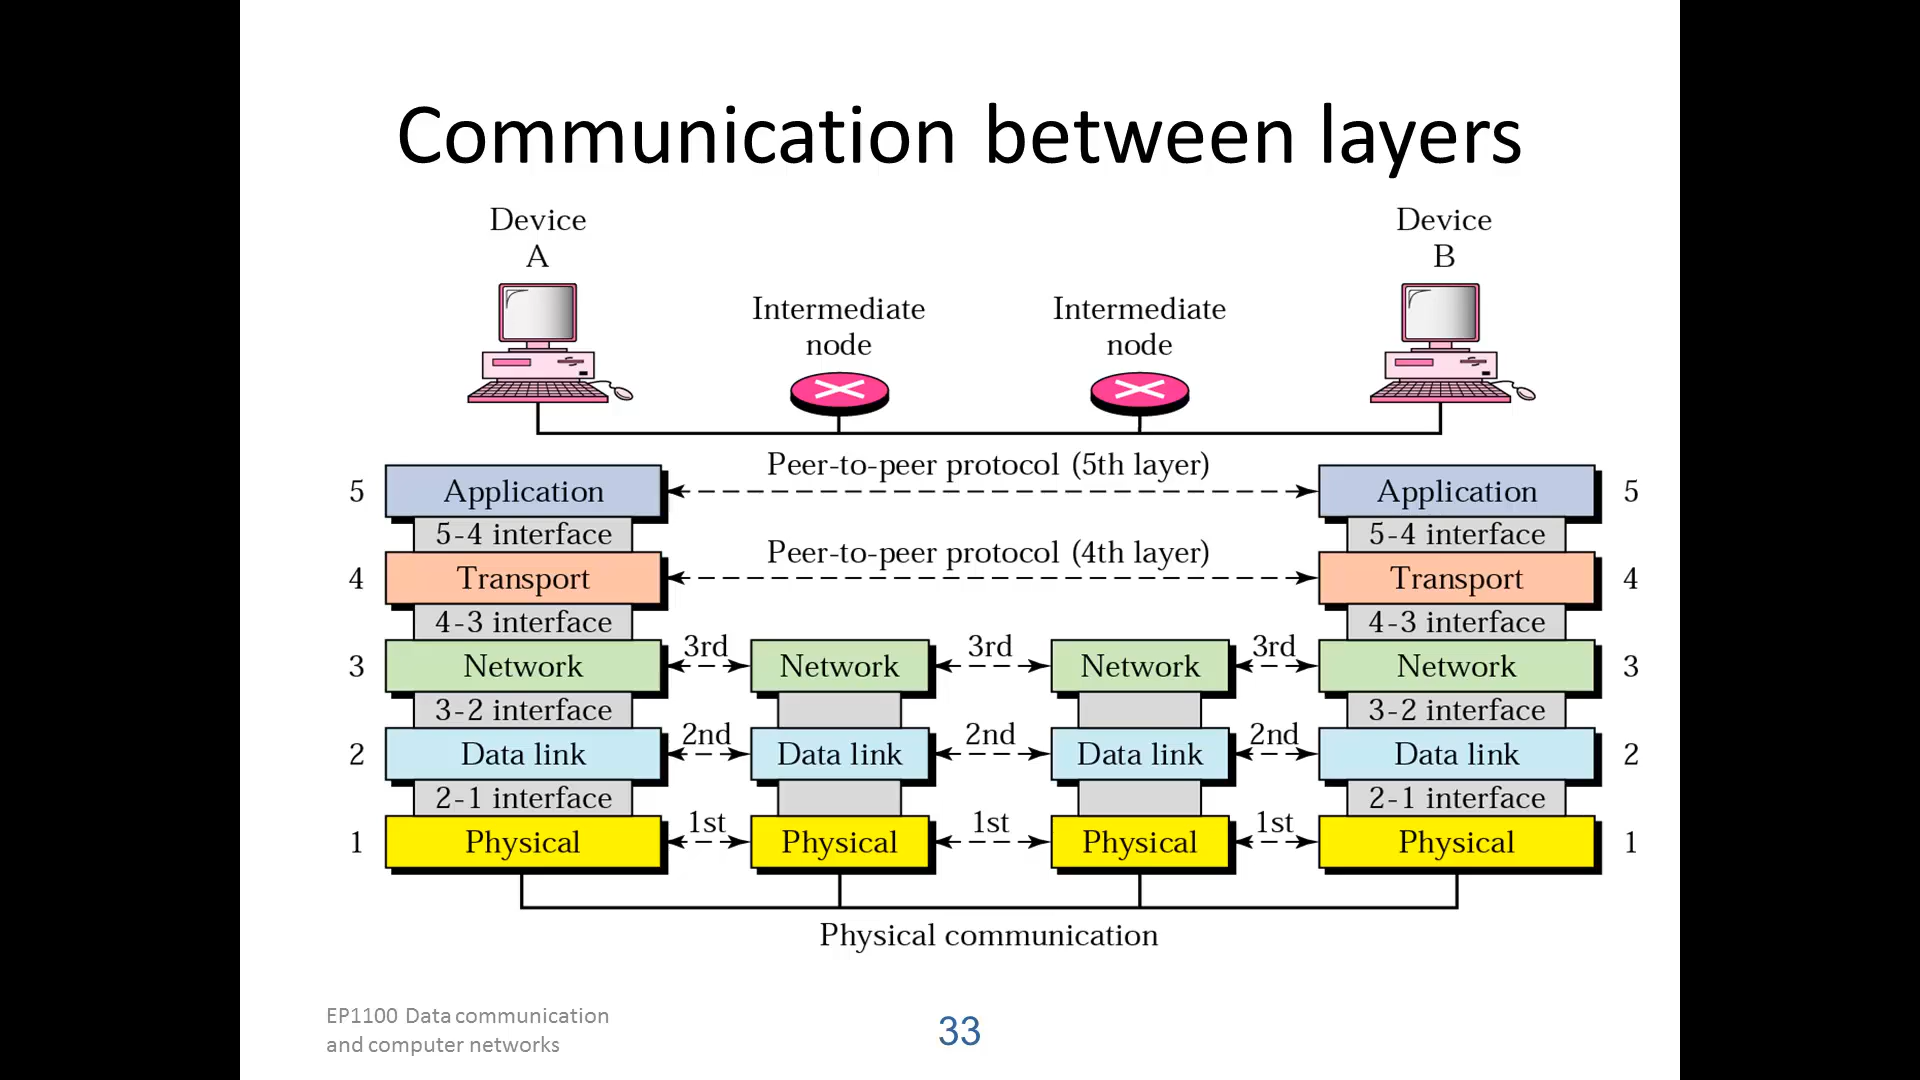 Communication between layers
Device
A
Device
B
Intermediate
node
Intermediate
node
Peer-to-peer protocol (5th layer)
5 Application Application 5
5-4 interface 5-4 interface
Peer-to-peer protocol (4th layer)
4 Transport Transport 4
4-3 interface 4-3 interface
3rd 3rd 3rd
3 Network Network Network Network 3
3-2 interface 3-2 interface
2nd 2nd 2nd
2 Data link Data link Data link Data link 2
2-1 interface 2-1 interface
1st 1st 1st
1 Physical Physical Physical Physical 1
Physical communication
EP1100 Data communication
and computer networks
33